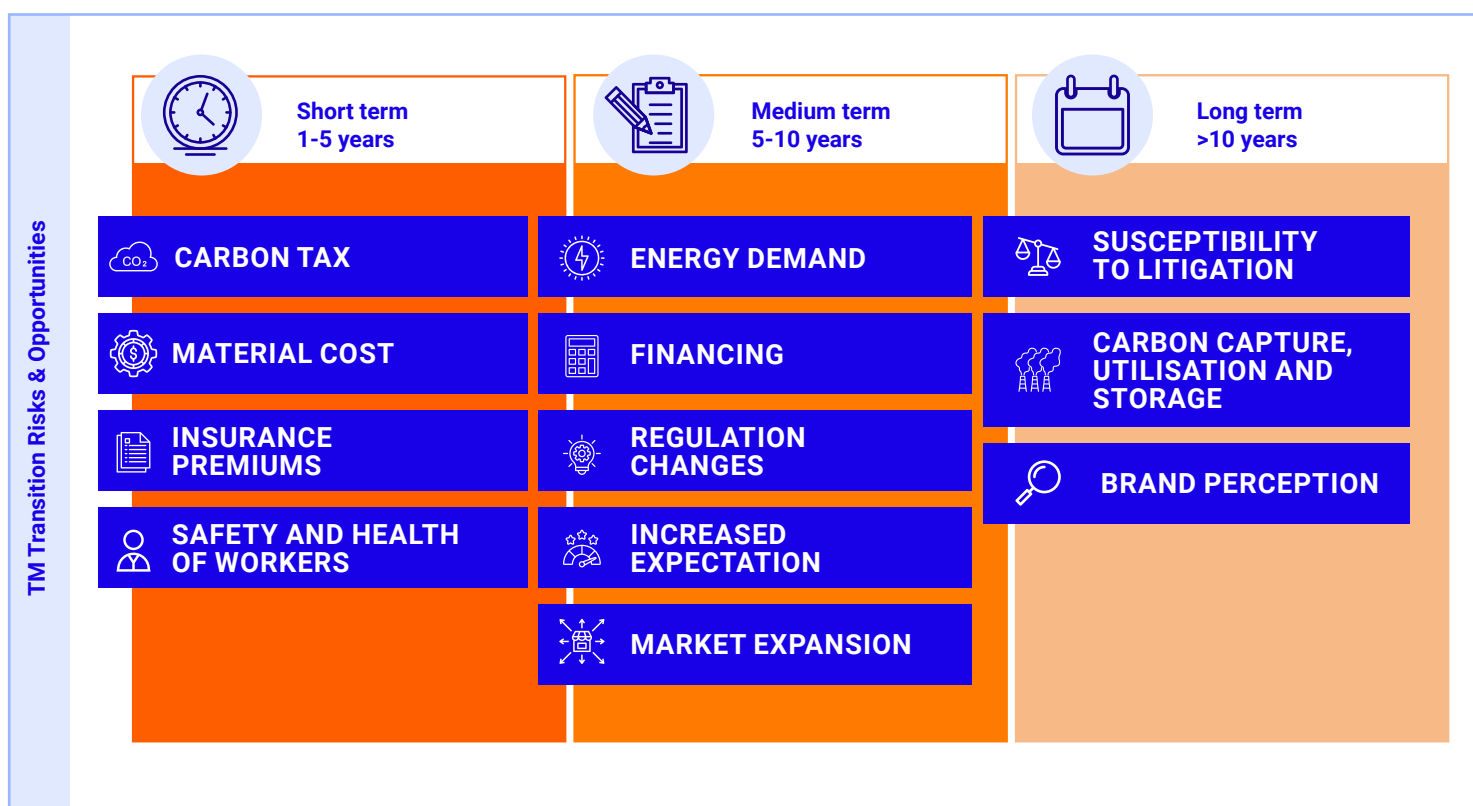 TM Transition Risks & Opportunities
Short term
1-5 years
CO₂
CARBON TAX
$
MATERIAL COST
INSURANCE
PREMIUMS
SAFETY AND HEALTH
OF WORKERS
Medium term
5-10 years
ENERGY DEMAND
FINANCING
REGULATION
CHANGES
INCREASED
EXPECTATION
MARKET EXPANSION
Long term
>10 years
SUSCEPTIBILITY
TO LITIGATION
CARBON CAPTURE,
UTILISATION AND
STORAGE
BRAND PERCEPTION